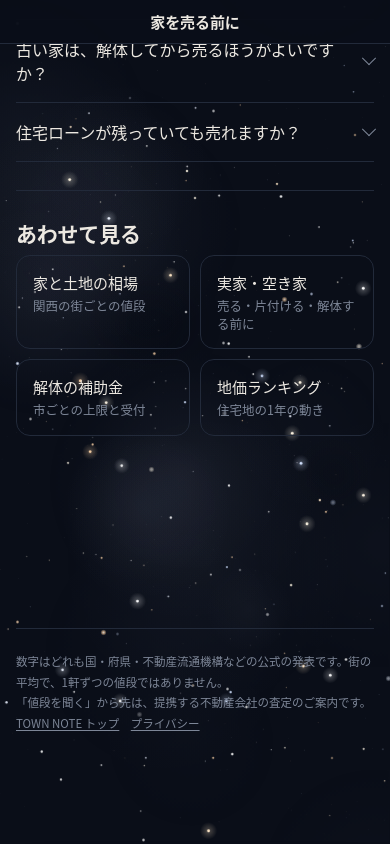 家を売る前に
古い家は、解体してから売るほうがよいです
か？
住宅ローンが残っていても売れますか？
あわせて見る
家と土地の相場
関西の街ごとの値段
実家・空き家
売る・片付ける・解体す
る前に
解体の補助金
市ごとの上限と受付
地価ランキング
住宅地の1年の動き
数字はどれも国・府県・不動産流通機構などの公式の発表です。街の
平均で、1軒ずつの値段ではありません。
「値段を聞く」から先は、提携する不動産会社の査定のご案内です。
TOWN NOTE トップ プライバシー